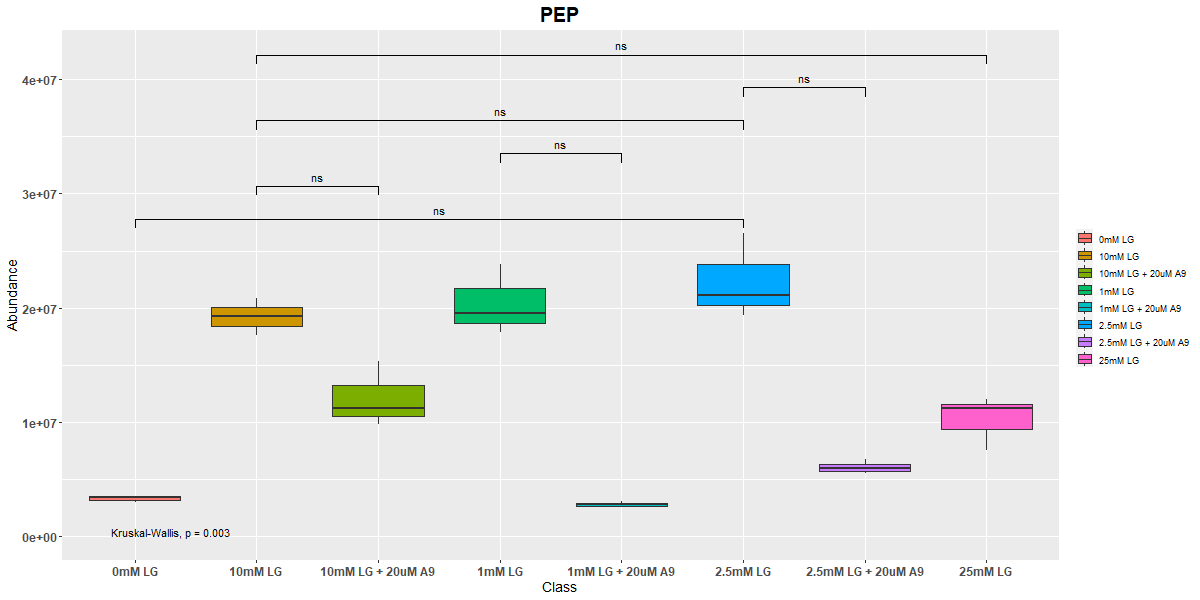 PEP
ns
ns
ns
ns
ns
ns
Abundance
4e+07
3e+07
2e+07
1e+07
0e+00
Kruskal-Wallis, p = 0.003
0mM LG
10mM LG
10mM LG + 20uM A9
1mM LG
1mM LG + 20uM A9
2.5mM LG
2.5mM LG + 20uM A9
25mM LG
Class
0mM LG
10mM LG
10mM LG + 20uM A9
1mM LG
1mM LG + 20uM A9
2.5mM LG
2.5mM LG + 20uM A9
25mM LG